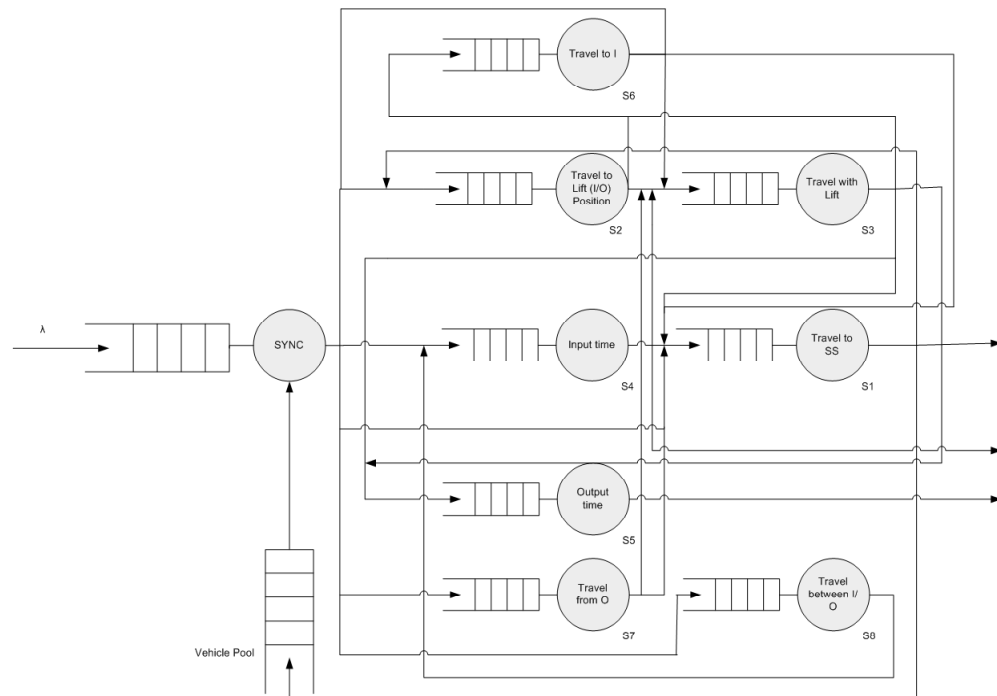 Travel to I
S6
Travel to
Lift (I/O)
Position
S2
Travel with
Lift
S3
λ
SYNC
Input time
S4
Travel to
SS
S1
Output
time
S5
Travel
from O
S7
Travel
between I/
O
S8
Vehicle Pool